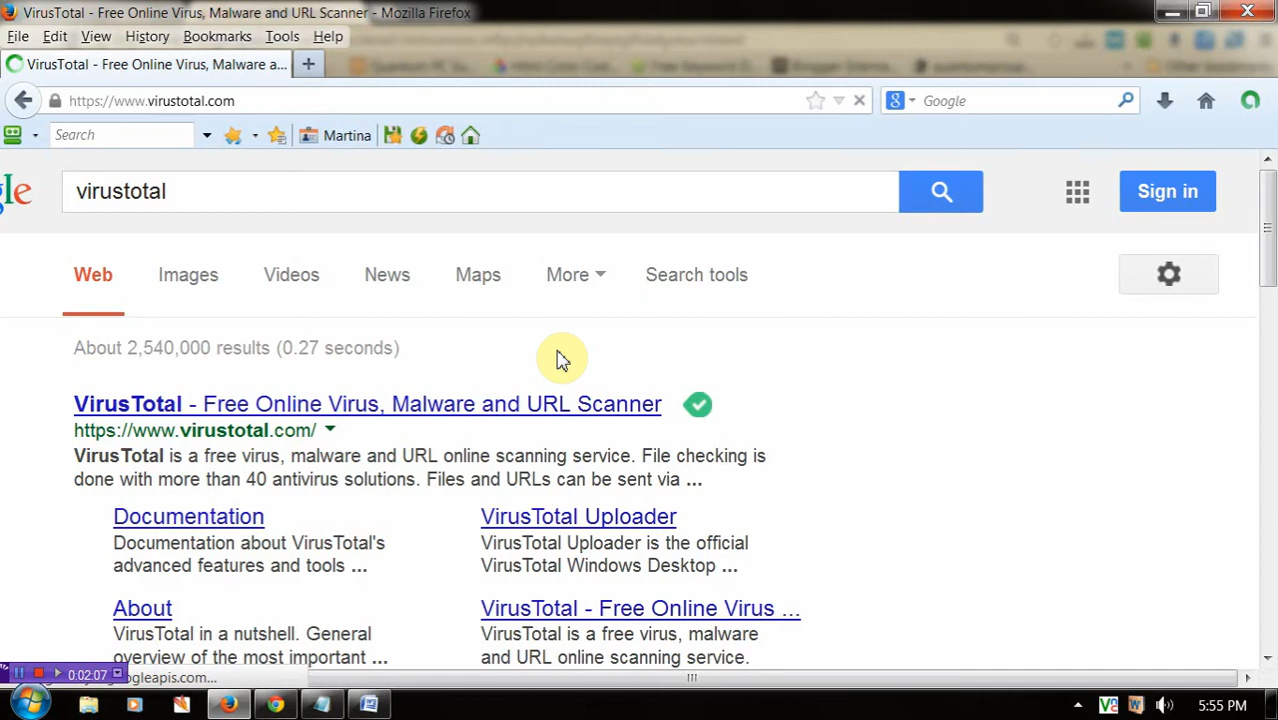 VirusTotal - Free Online Virus, Malware and URL Scanner - Mozilla Firefox
File Edit View History Bookmarks Tools Help
VirusTotal - Free Online Virus, Malware a...
https://www.virustotal.com
Google
Search
Martina
gle
virustotal
Sign in
Web Images Videos News Maps More Search tools
About 2,540,000 results (0.27 seconds)
VirusTotal - Free Online Virus, Malware and URL Scanner
https://www.virustotal.com/
VirusTotal is a free virus, malware and URL online scanning service. File checking is
done with more than 40 antivirus solutions. Files and URLs can be sent via ...
Documentation
Documentation about VirusTotal's
advanced features and tools ...
VirusTotal Uploader
VirusTotal Uploader is the official
VirusTotal Windows Desktop ...
About
VirusTotal in a nutshell. General
overview of the most important ...
VirusTotal - Free Online Virus ...
VirusTotal is a free virus, malware
and URL online scanning service.
0:02:07
5:55 PM